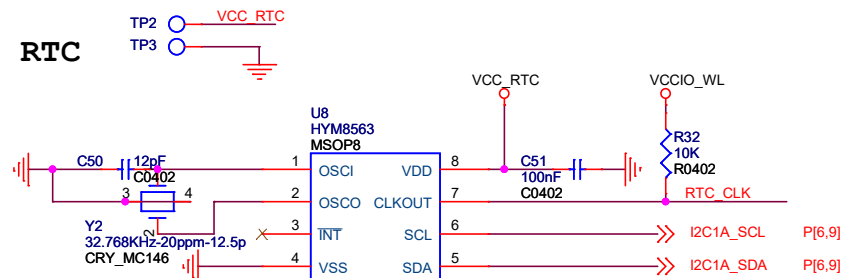 TP2 VCC_RTC
TP3
RTC
VCC_RTC VCCIO_WL
U8
HYM8563
MSOP8
C50 12pF
C0402
1 OSCI VDD 8
C51
100nF
C0402
R32
10K
R0402
3 4
2 OSCO CLKOUT 7 RTC_CLK
Y2 2
32.768KHz-20ppm-12.5p
CRY_MC146
3 INT SCL 6 I2C1A_SCL P[6,9]
4 VSS SDA 5 I2C1A_SDA P[6,9]